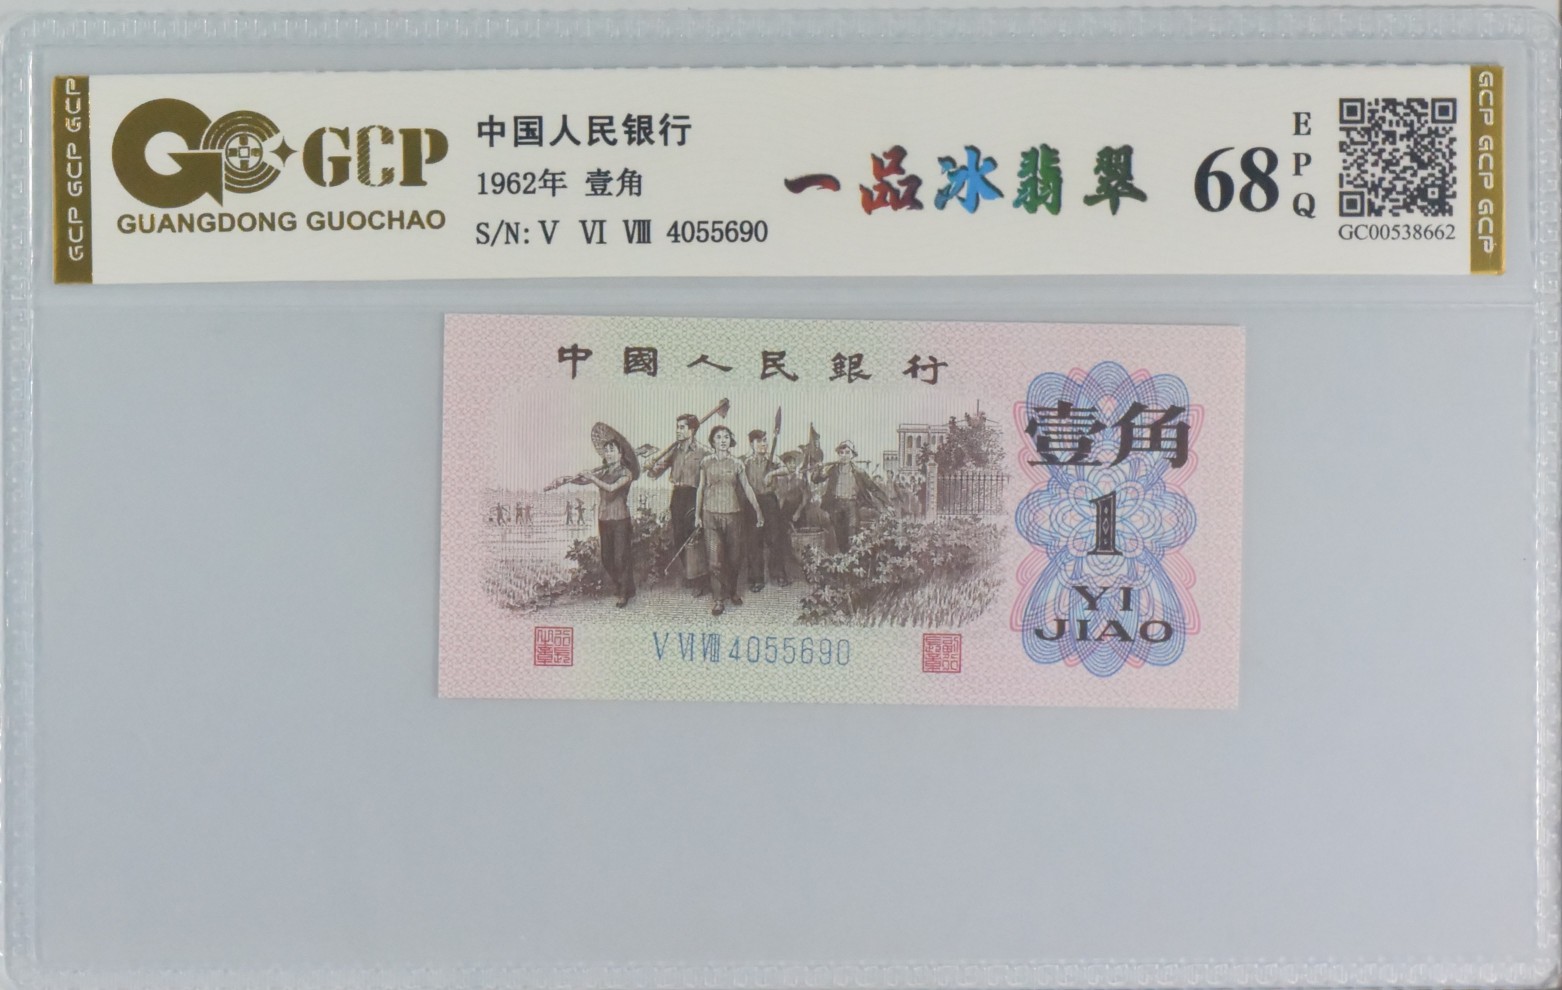 GCP GCP GCP
GCP
GUANGDONG GUOCHAO
中国人民银行
1962年 壹角
S/N: V VI VIII 4055690
一品冰翡翠
68
EPQ
GC00538662
GCP GCP GCP
中國人民銀行
壹角
1
YI
JIAO
V VI VIII 4055690